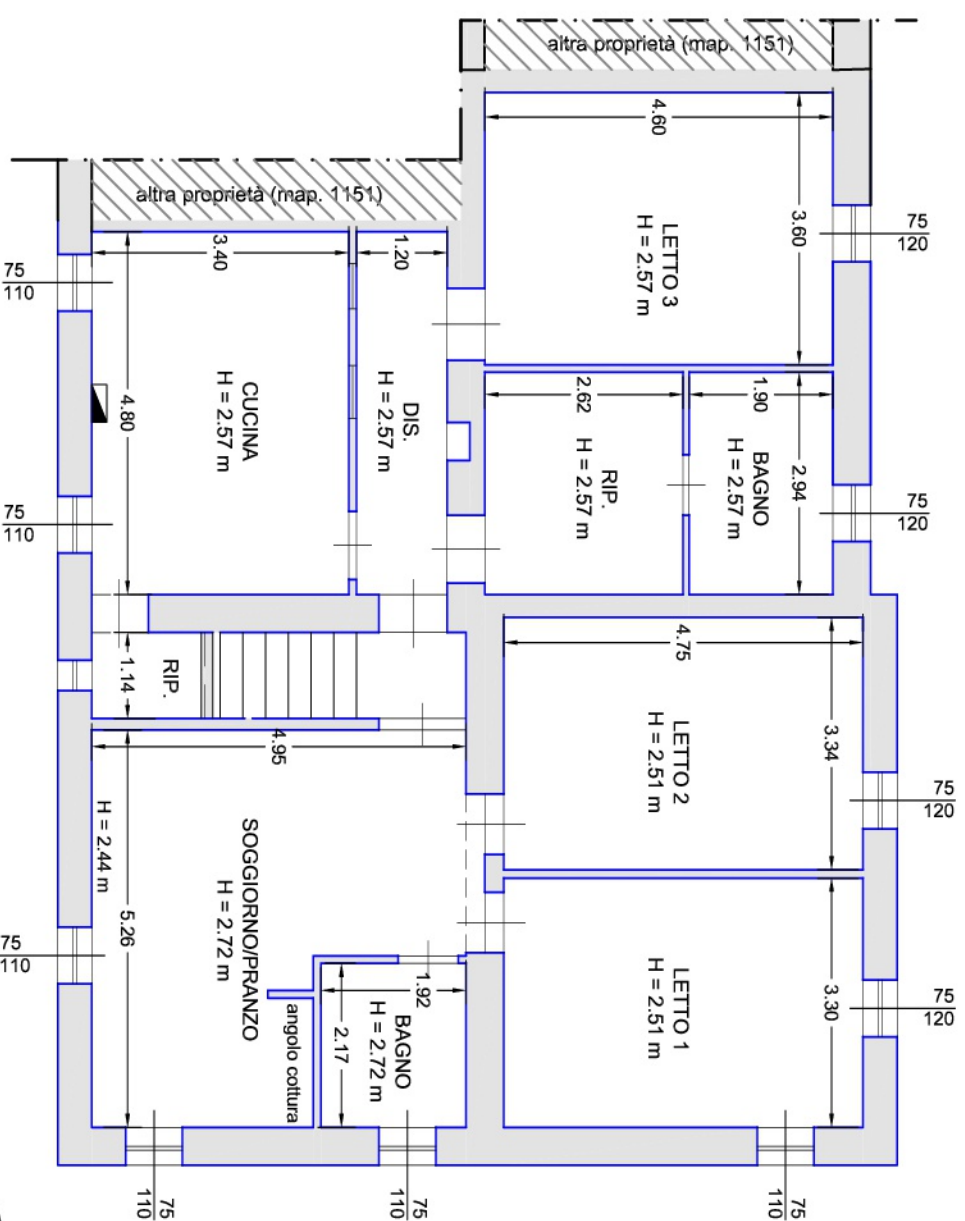 altra proprietà (map. 1151)
4.60
3.60
LETTO 3
H = 2.57 m
75
120
altra proprietà (map. 1151)
3.40
1.20
75
110
4.80
CUCINA
H = 2.57 m
DIS.
H = 2.57 m
2.62
RIP.
H = 2.57 m
1.90
BAGNO
H = 2.57 m
2.94
75
120
75
110
1.14
RIP.
4.75
LETTO 2
H = 2.51 m
3.34
75
120
4.95
H = 2.44 m
5.26
SOGGIORNO/PRANZO
H = 2.72 m
75
110
angolo cottura
1.92
BAGNO
H = 2.72 m
2.17
LETTO 1
H = 2.51 m
3.30
75
120
75
110
75
110
75
110